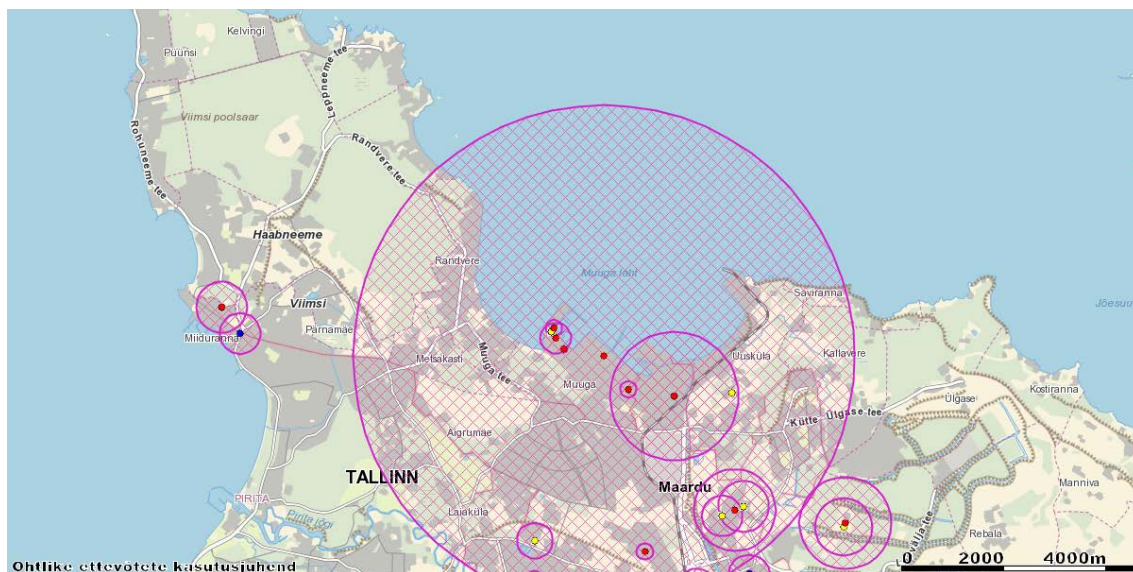 Kelvingi
Püünsi
Leppneeme tee
Viimsi poolsaar
Rohuneeme tee
Randvere tee
Haabneeme
Randvere
Muuga laht
Saviranna
Jõesuu
Viimsi
Miiduranna
Pärnamäe
Metsakasti
Muuga tee
Muuga
Uusküla
Kallavere
Kostiranna
Ülgase
Kütte - Ülgase tee
Äigrumäe
TALLINN
Maardu
Manniva
PIRITA
Pirita jõgi
Laiaküla
Rebala
0 2000 4000m
Ohtlike ettevõtete kasutusjuhend